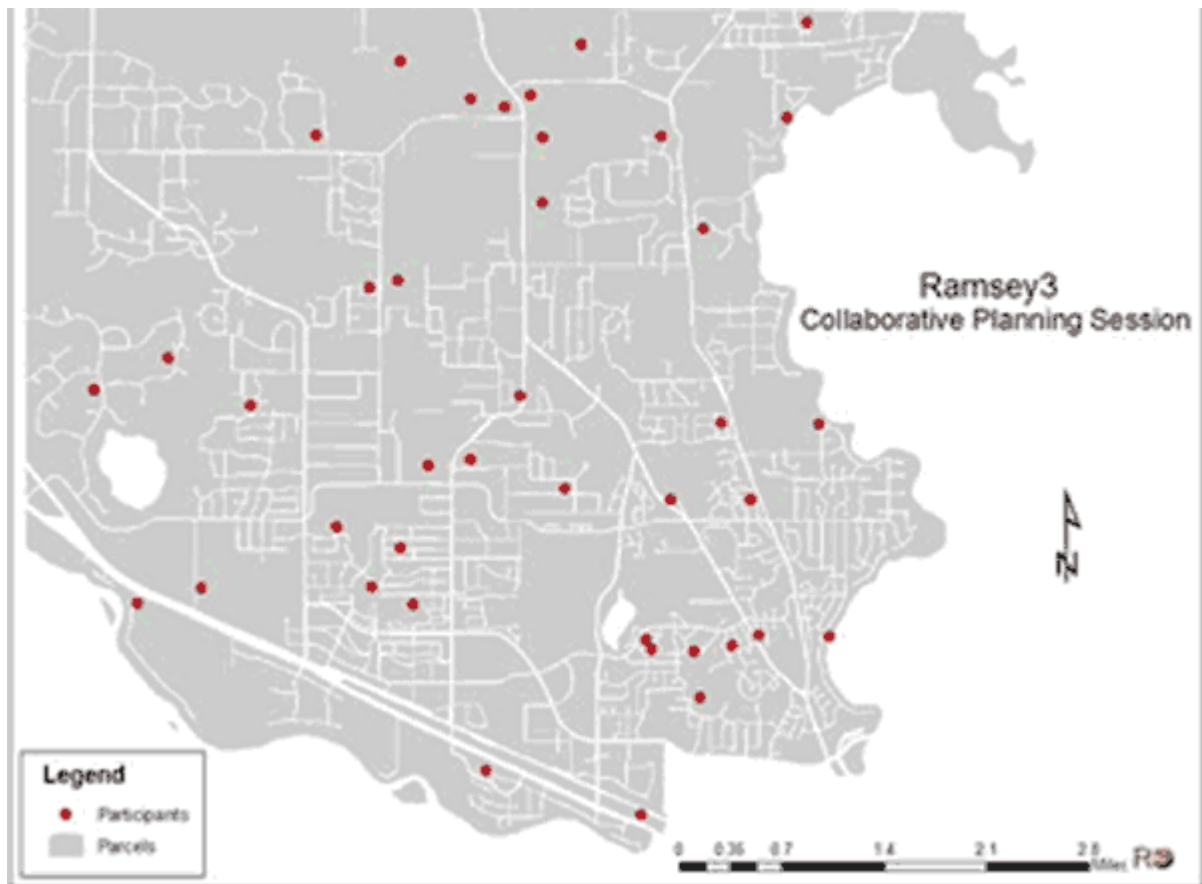 Ramsey3
Collaborative Planning Session
N
Legend
Participants
Parcels
0 0.35 0.7 1.4 2.1 2.8
Miles